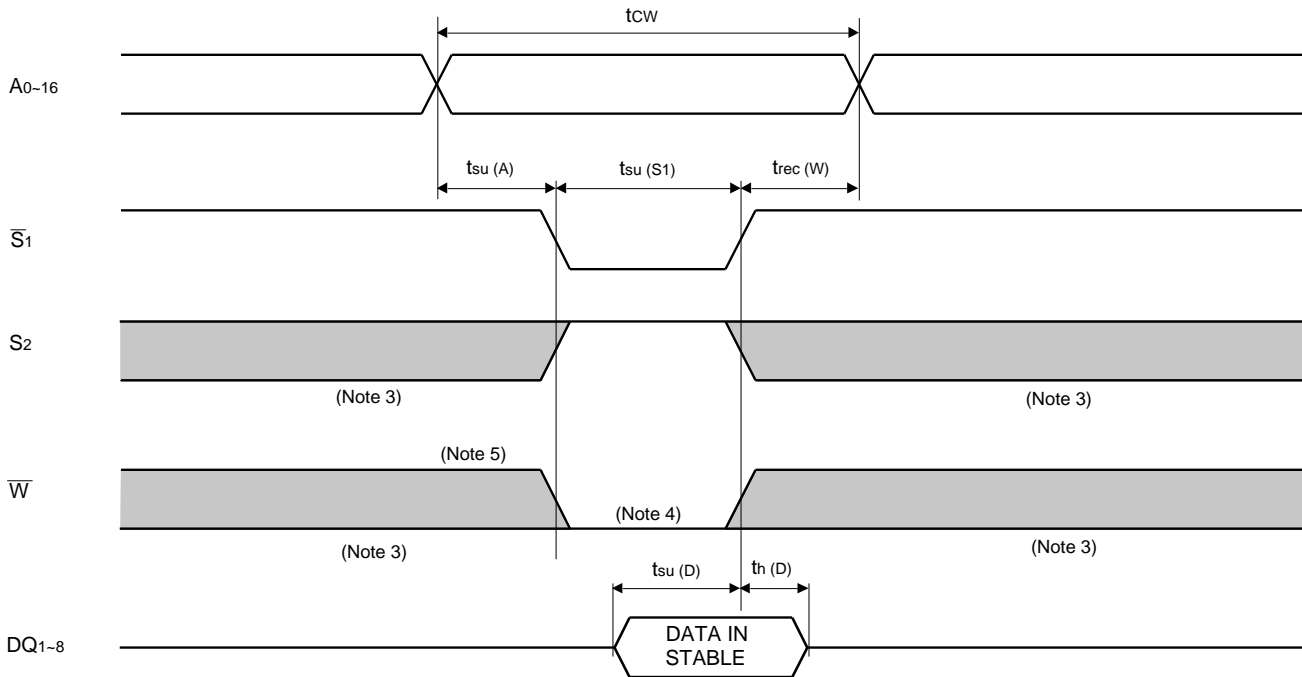 tCW
A0~16
tsu (A) tsu (S1) trec (W)
S̅1
S2
(Note 3) (Note 3)
(Note 5)
W̅
(Note 4)
(Note 3) (Note 3)
tsu (D) th (D)
DQ1~8
DATA IN
STABLE